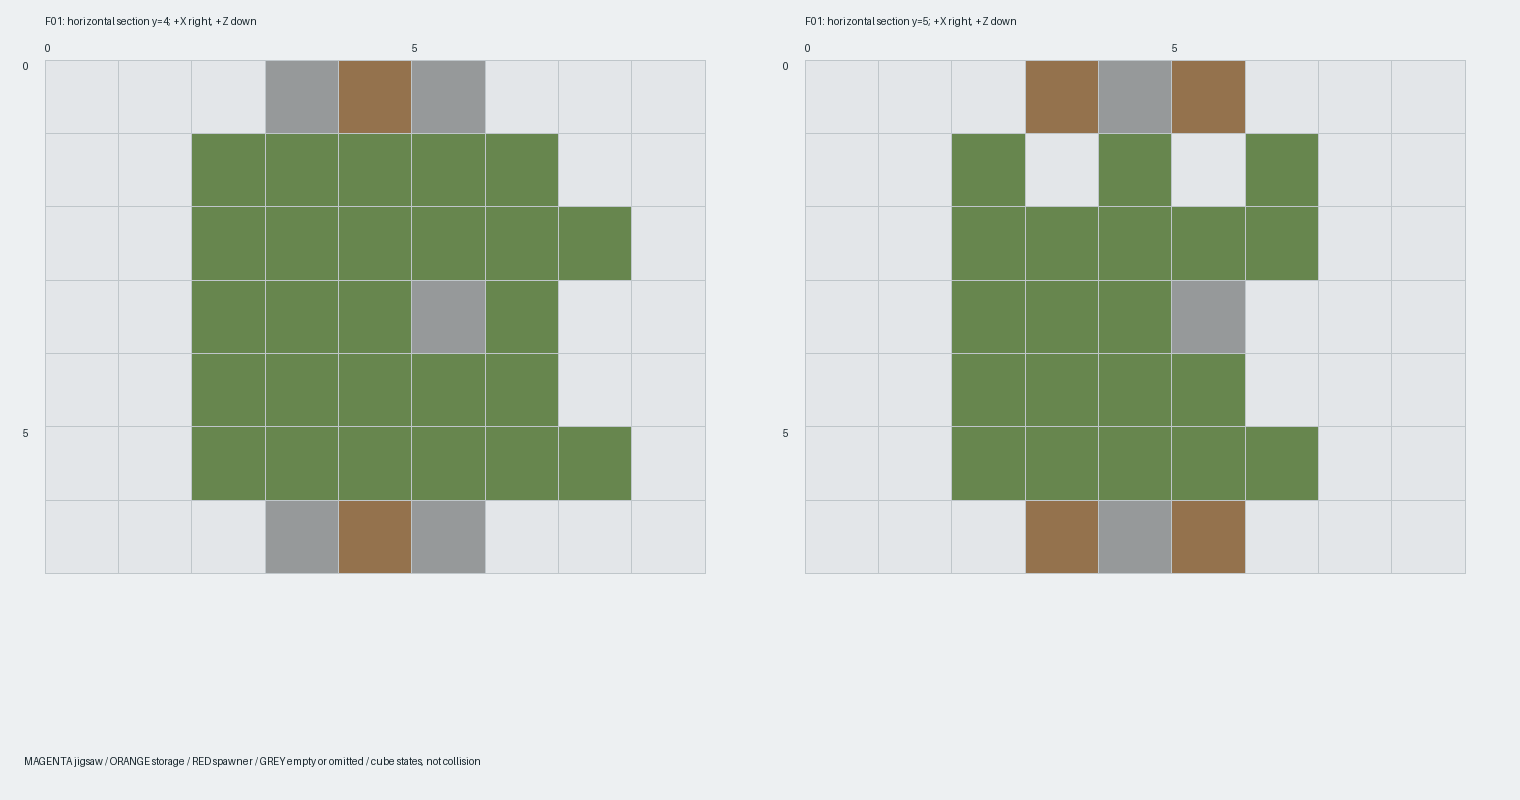 F01: horizontal section y=4; +X right, +Z down
F01: horizontal section y=5; +X right, +Z down
0 5
0 5
0
0
5
5
MAGENTA jigsaw / ORANGE storage / RED spawner / GREY empty or omitted / cube states, not collision